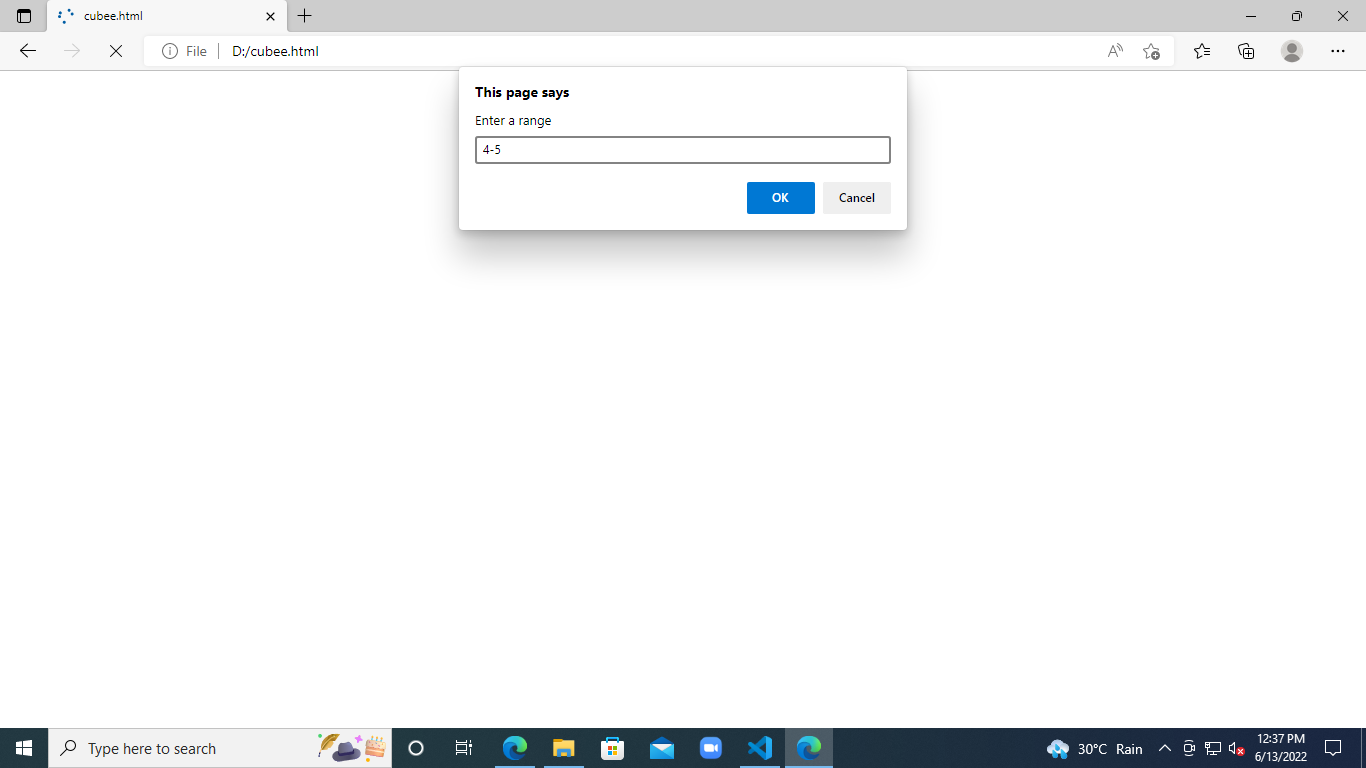 cubee.html
File
D:/cubee.html
This page says
Enter a range
4-5
OK
Cancel
Type here to search
30°C Rain
12:37 PM
6/13/2022